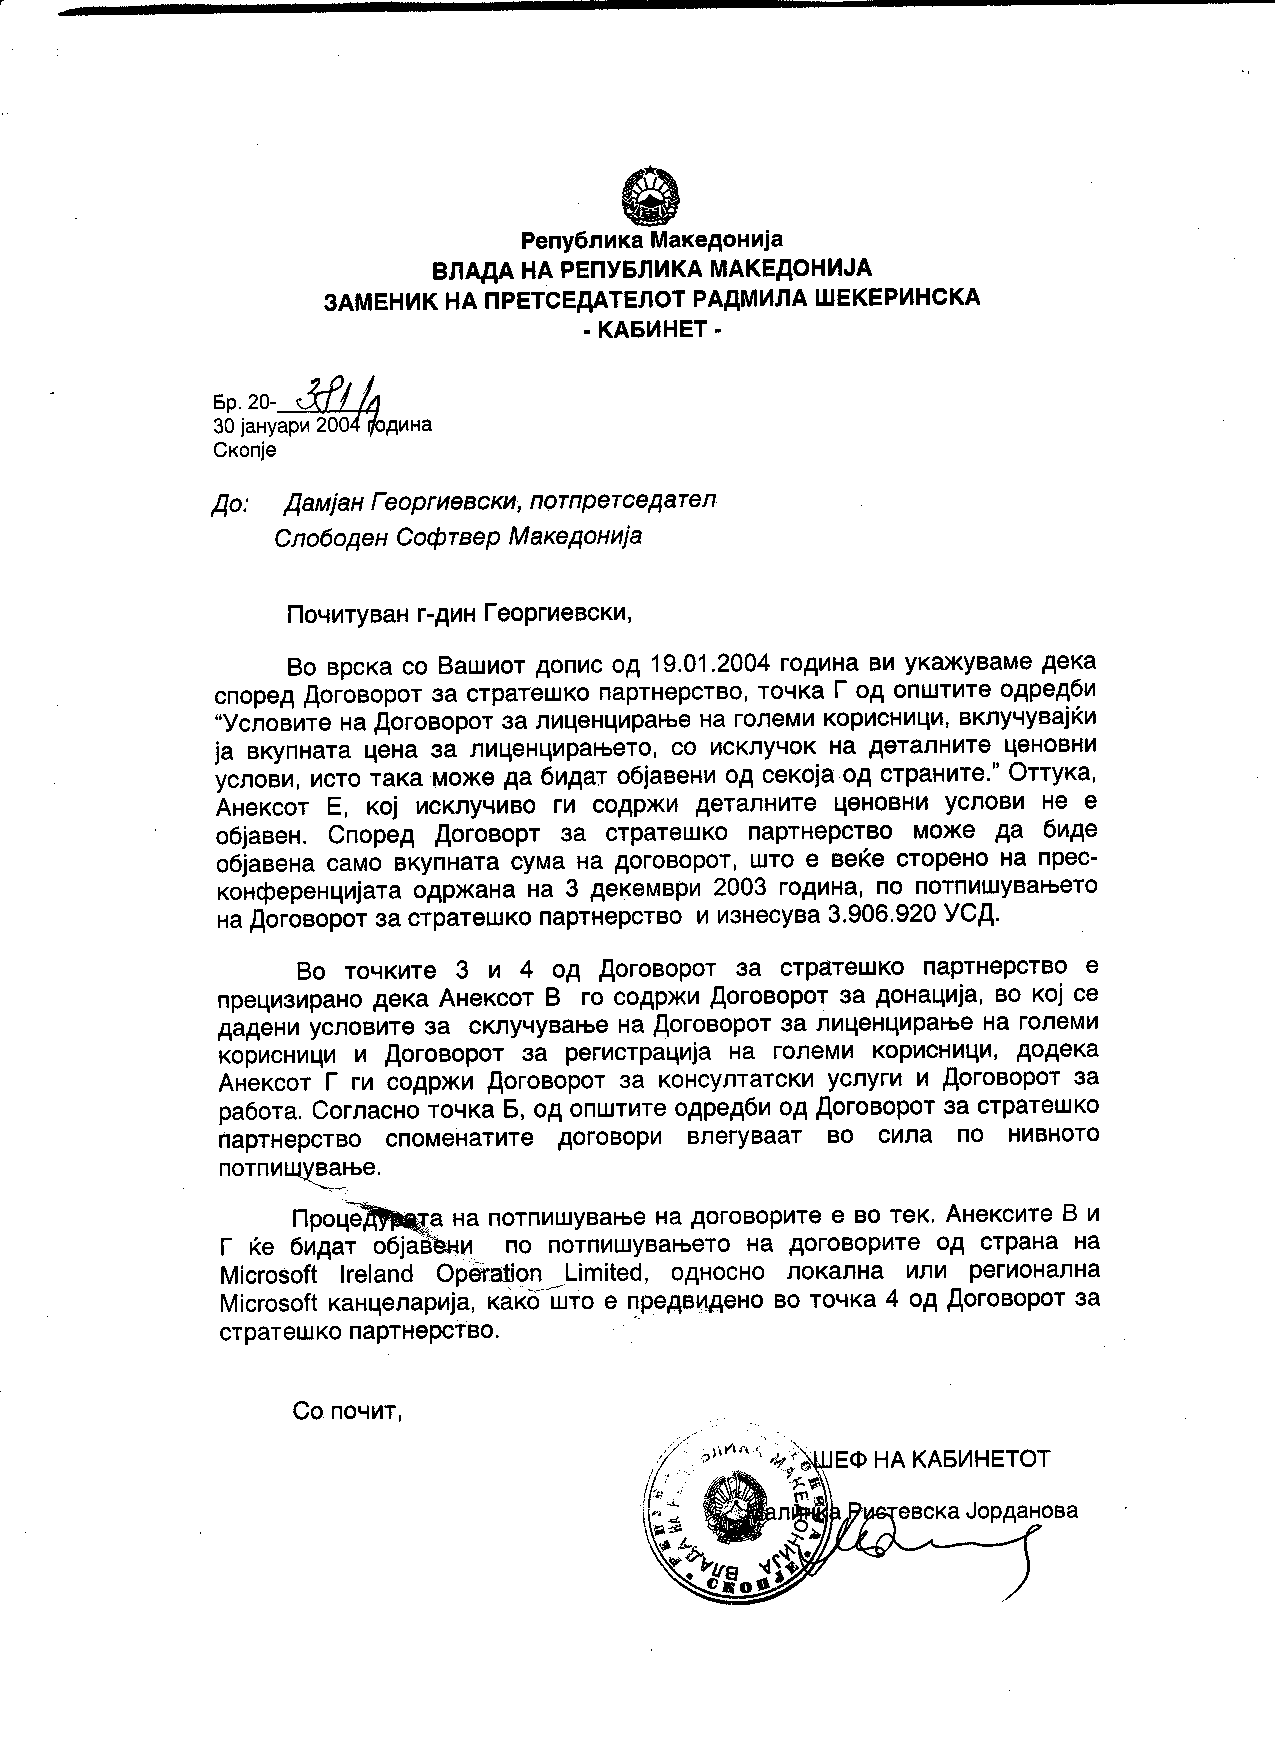 Република Македонија
ВЛАДА НА РЕПУБЛИКА МАКЕДОНИЈА
ЗАМЕНИК НА ПРЕТСЕДАТЕЛОТ РАДМИЛА ШЕКЕРИНСКА
- КАБИНЕТ -
Бр. 20- 381/1
30 јануари 2004 година
Скопје
До: Дамјан Георгиевски, потпретседател
Слободен Софтвер Македонија
Почитуван г-дин Георгиевски,
Во врска со Вашиот допис од 19.01.2004 година ви укажуваме дека
според Договорот за стратешко партнерство, точка Г од општите одредби
“Условите на Договорот за лиценцирање на големи корисници, вклучувајќи
ја вкупната цена за лиценцирањето, со исклучок на деталните ценовни
услови, исто така може да бидат објавени од секоја од страните.” Оттука,
Анексот Е, кој исклучиво ги содржи деталните ценовни услови не е
објавен. Според Договорт за стратешко партнерство може да биде
објавена само вкупната сума на договорот, што е веќе сторено на прес-
конференцијата одржана на 3 декември 2003 година, по потпишувањето
на Договорот за стратешко партнерство и изнесува 3.906.920 УСД.
Во точките 3 и 4 од Договорот за стратешко партнерство е
прецизирано дека Анексот В го содржи Договорот за донација, во кој се
дадени условите за склучување на Договорот за лиценцирање на големи
корисници и Договорот за регистрација на големи корисници, додека
Анексот Г ги содржи Договорот за консултатски услуги и Договорот за
работа. Согласно точка Б, од општите одредби од Договорот за стратешко
партнерство споменатите договори влегуваат во сила по нивното
потпишување.
Процедурата на потпишување на договорите е во тек. Анексите В и
Г ќе бидат објавени по потпишувањето на договорите од страна на
Microsoft Ireland Operation Limited, односно локална или регионална
Microsoft канцеларија, како што е предвидено во точка 4 од Договорот за
стратешко партнерство.
Со почит,
ШЕФ НА КАБИНЕТОТ
Ристевска Јорданова
ВЛАДА НА МАКЕДОНИЈА
СКОПЈЕ